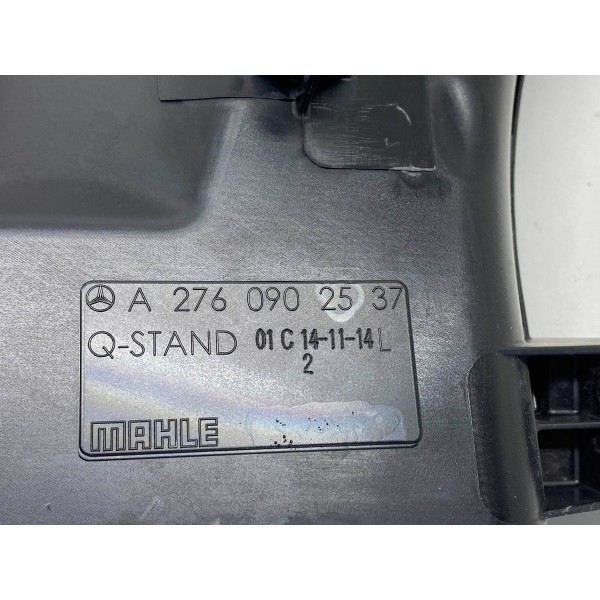 A 276 090 25 37
Q-STAND 01 C 14-11-14 L
2
MAHLE